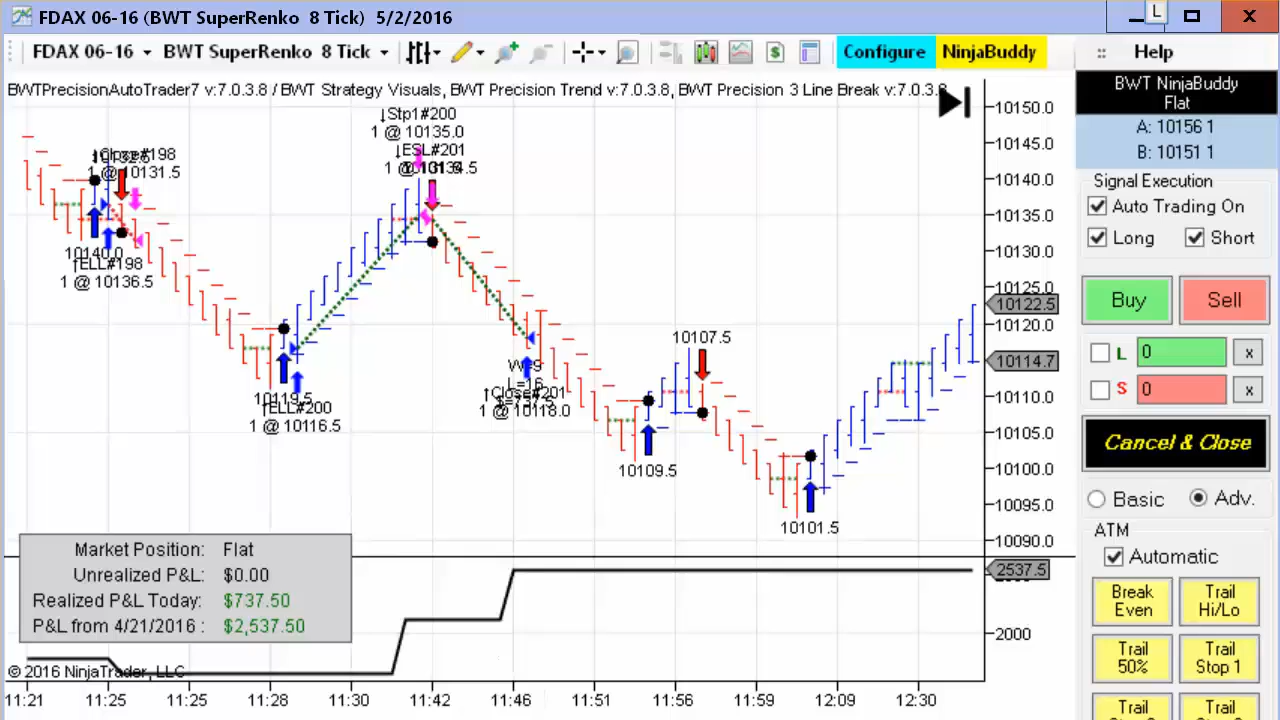 FDAX 06-16 (BWT SuperRenko 8 Tick) 5/2/2016
L
FDAX 06-16 BWT SuperRenko 8 Tick Configure NinjaBuddy Help
BWTPrecisionAutoTrader7 v:7.0.3.8 / BWT Strategy Visuals, BWT Precision Trend v:7.0.3.8, BWT Precision 3 Line Break v:7.0.3.8
Stp1#200
1 @ 10135.0
ESL#201
Close#198
1 @ 10131.5
10140.0
ELL#198
1 @ 10136.5
10119.5
ELL#200
1 @ 10116.5
L=16
Close#201
1 @ 10118.0
10107.5
10109.5
10101.5
10150.0
10145.0
10140.0
10135.0
10130.0
10125.0
10122.5
10120.0
10114.7
10110.0
10105.0
10100.0
10095.0
10090.0
2537.5
2000
Market Position: Flat
Unrealized P&L: $0.00
Realized P&L Today: $737.50
P&L from 4/21/2016 : $2,537.50
© 2016 NinjaTrader, LLC
11:21 11:25 11:25 11:28 11:30 11:42 11:46 11:51 11:56 11:59 12:09 12:30
BWT NinjaBuddy
Flat
A: 10156 1
B: 10151 1
Signal Execution
Auto Trading On
Long Short
Buy Sell
L 0 x
S 0 x
Cancel & Close
Basic Adv.
ATM
Automatic
Break Even
Trail Hi/Lo
Trail 50%
Trail Stop 1
Trail
Trail